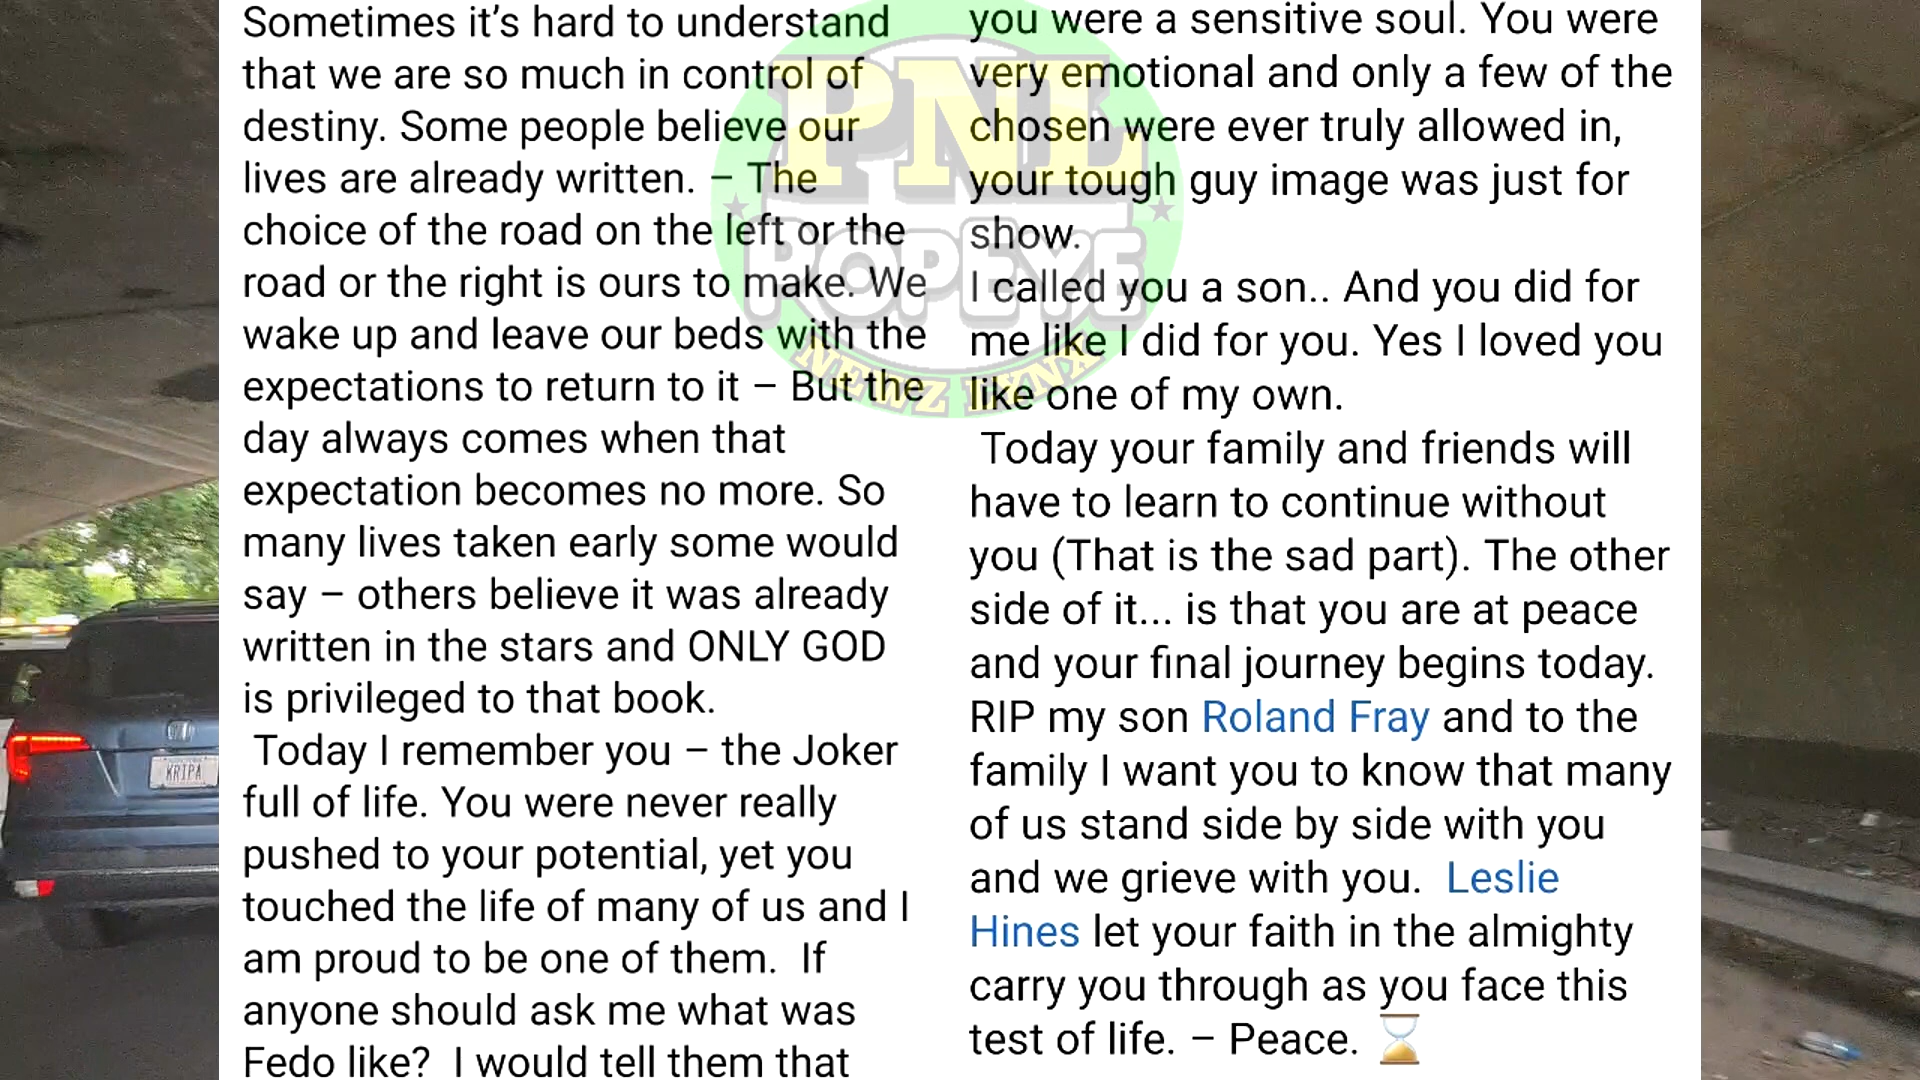 Sometimes it’s hard to understand
that we are so much in control of
destiny. Some people believe our
lives are already written. – The
choice of the road on the left or the
road or the right is ours to make. We
wake up and leave our beds with the
expectations to return to it – But the
day always comes when that
expectation becomes no more. So
many lives taken early some would
say – others believe it was already
written in the stars and ONLY GOD
is privileged to that book.
Today I remember you – the Joker
full of life. You were never really
pushed to your potential, yet you
touched the life of many of us and I
am proud to be one of them. If
anyone should ask me what was
Fedo like? I would tell them that
you were a sensitive soul. You were
very emotional and only a few of the
chosen were ever truly allowed in,
your tough guy image was just for
show.
I called you a son.. And you did for
me like I did for you. Yes I loved you
like one of my own.
Today your family and friends will
have to learn to continue without
you (That is the sad part). The other
side of it... is that you are at peace
and your final journey begins today.
RIP my son Roland Fray and to the
family I want you to know that many
of us stand side by side with you
and we grieve with you. Leslie
Hines let your faith in the almighty
carry you through as you face this
test of life. – Peace. ⏳
PNL
POPEYE
NEWZ LYNX
KRIPA